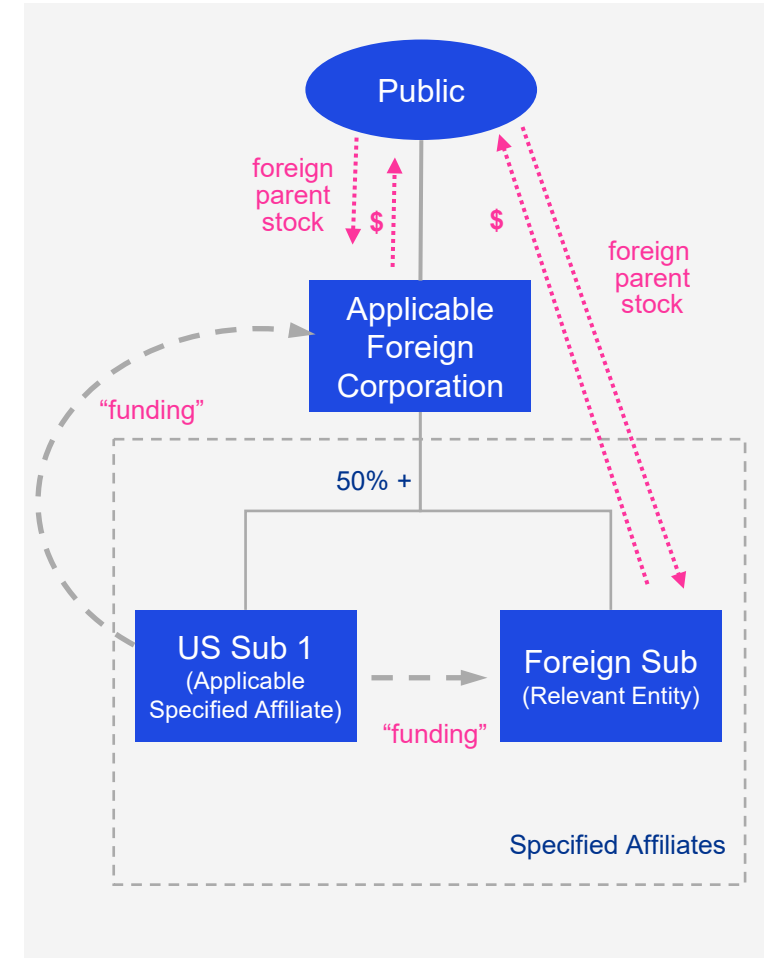 Public
foreign
parent
stock
$
$
foreign
parent
stock
Applicable
Foreign
Corporation
“funding”
50% +
US Sub 1
(Applicable
Specified Affiliate)
Foreign Sub
(Relevant Entity)
“funding”
Specified Affiliates